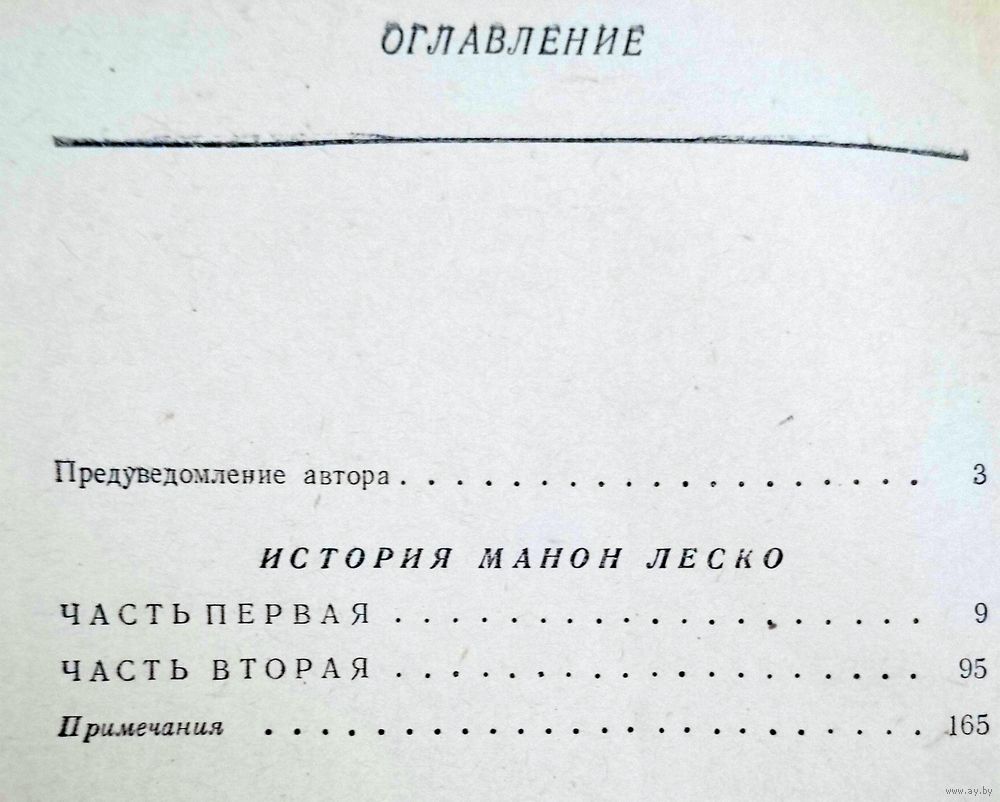 ОГЛАВЛЕНИЕ
Предуведомление автора . . . . . . . . . . . . . . . . . . . 3
ИСТОРИЯ МАНОН ЛЕСКО
ЧАСТЬ ПЕРВАЯ . . . . . . . . . . . . . . . . . . . 9
ЧАСТЬ ВТОРАЯ . . . . . . . . . . . . . . . . . . . 95
Примечания . . . . . . . . . . . . . . . . . . . . . . . . 165
www.ay.by